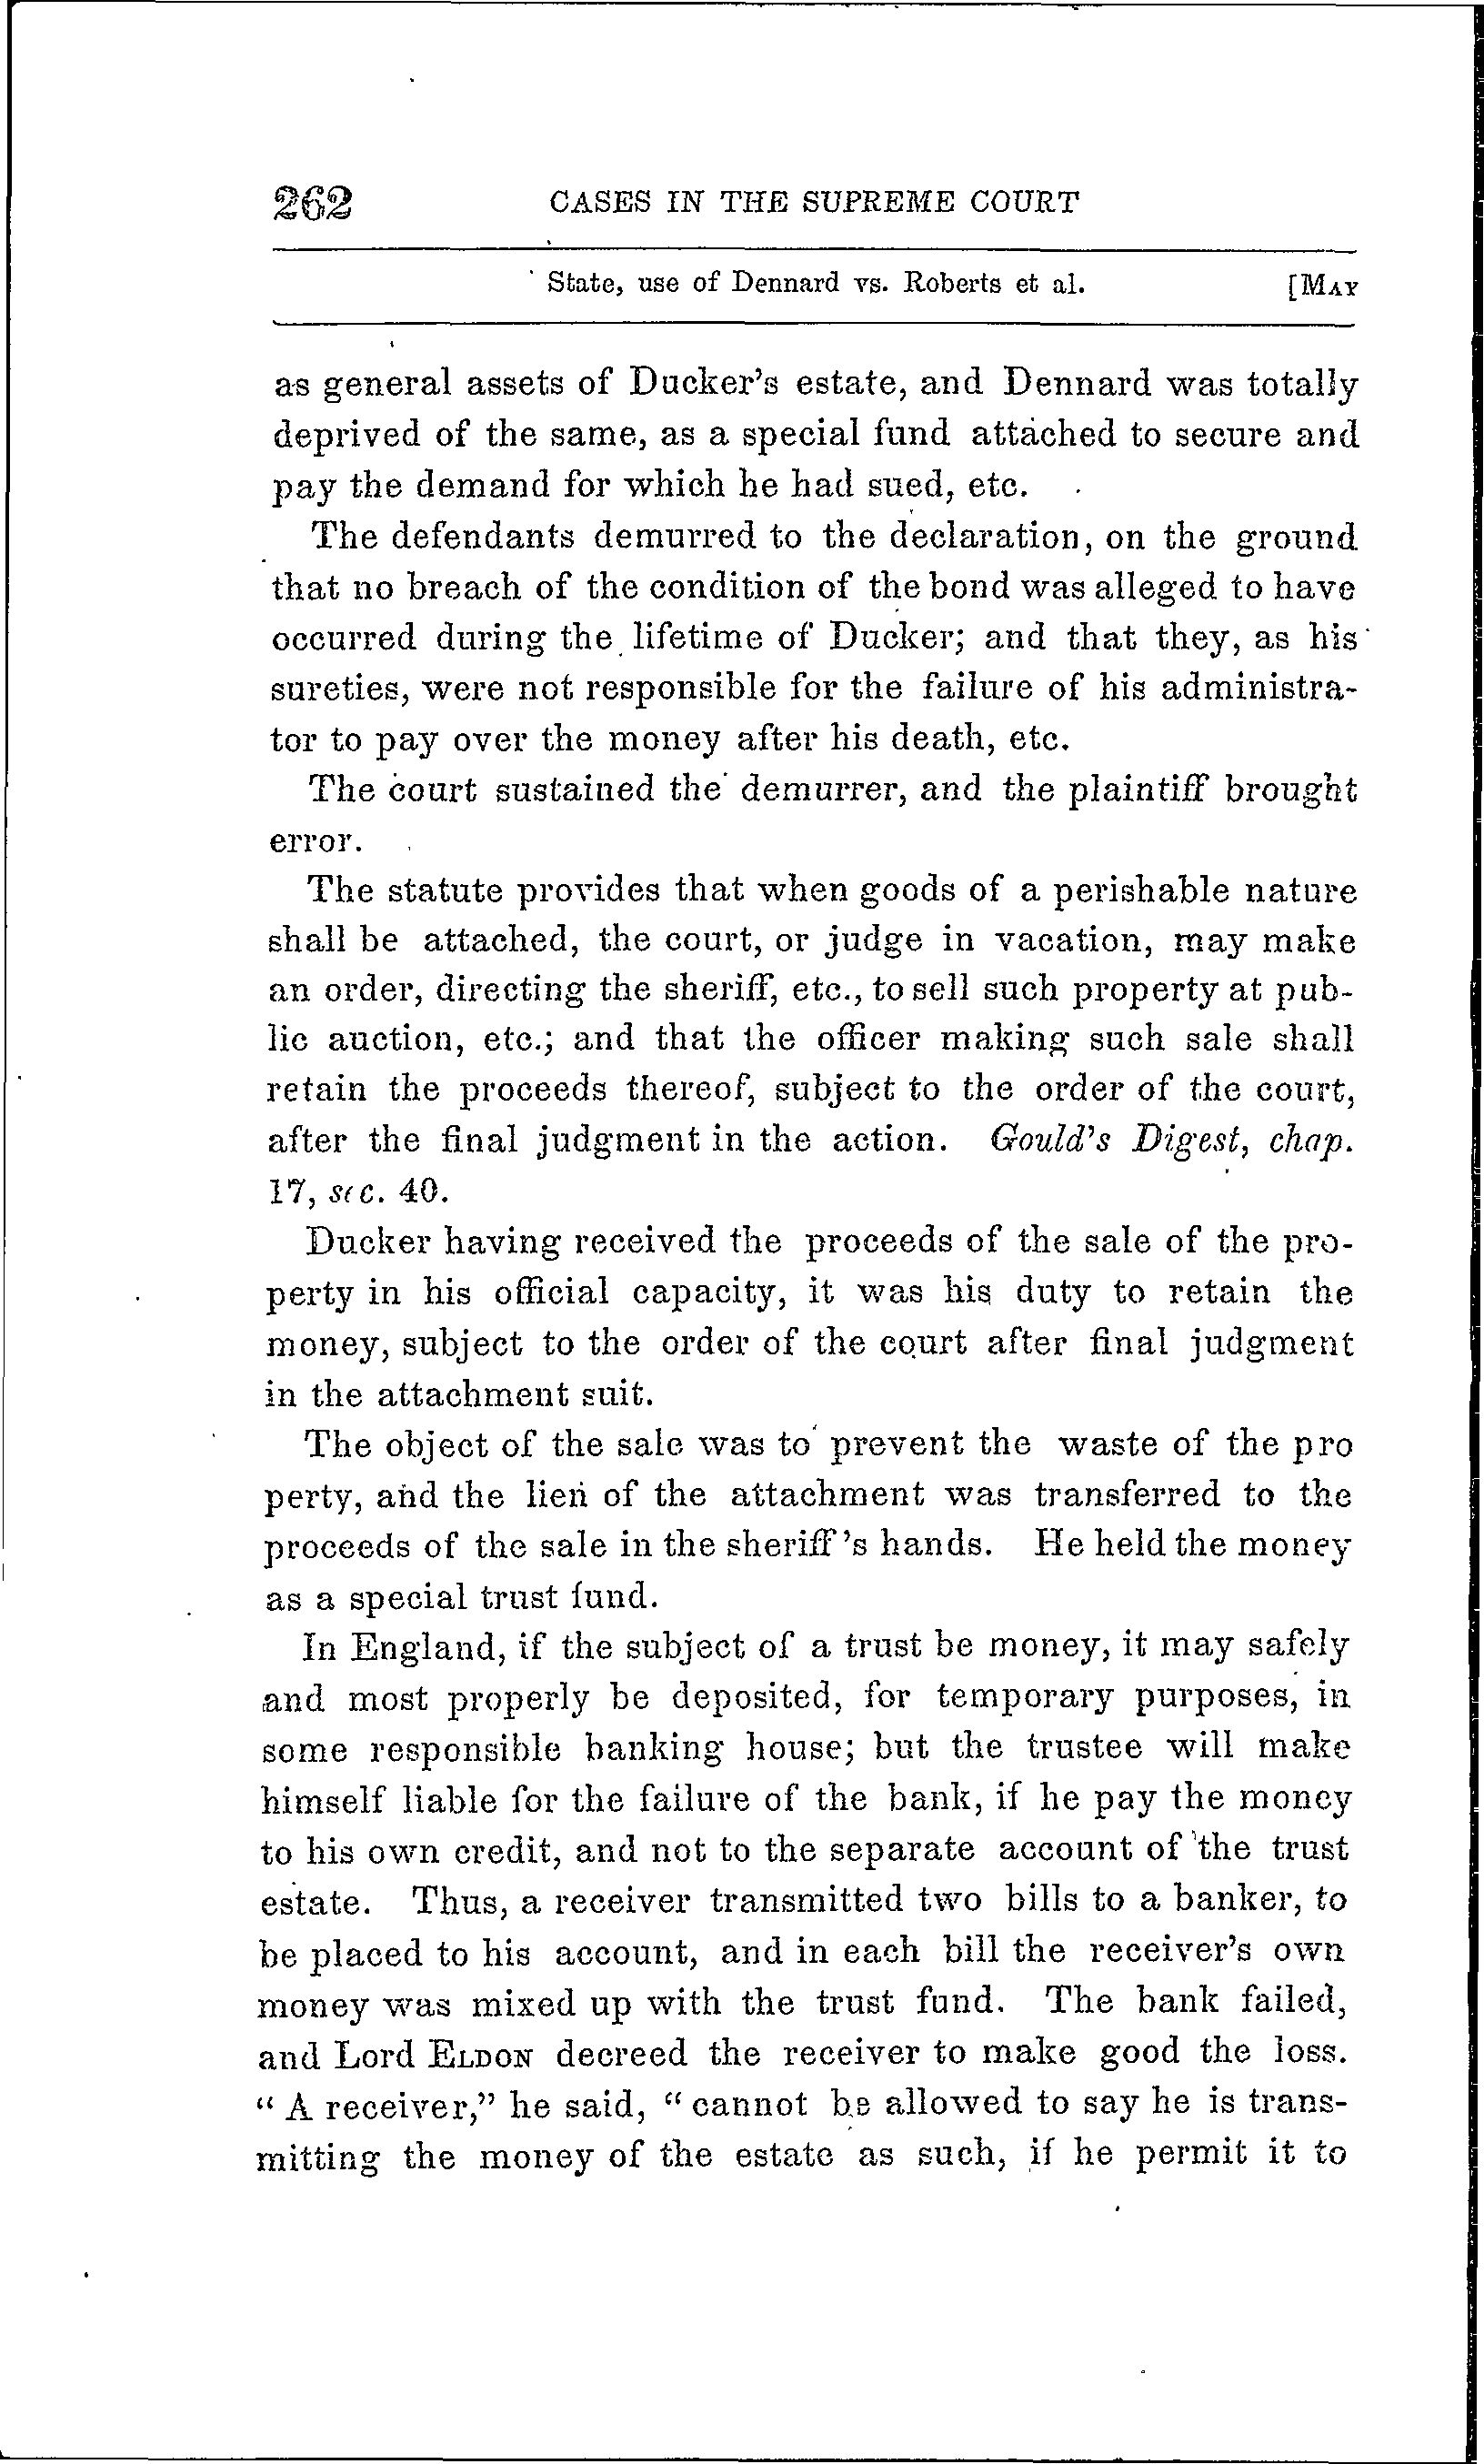 262 CASES IN THE SUPREME COURT
State, use of Dennard vs. Roberts et al. [MAY
as general assets of Ducker's estate, and Dennard was totally
deprived of the same, as a special fund attached to secure and
pay the demand for which he had sued, etc.
The defendants demurred to the declaration, on the ground
that no breach of the condition of the bond was alleged to have
occurred during the lifetime of Ducker; and that they, as his
sureties, were not responsible for the failure of his administra-
tor to pay over the money after his death, etc.
The court sustained the demurrer, and the plaintiff brought
error.
The statute provides that when goods of a perishable nature
shall be attached, the court, or judge in vacation, may make
an order, directing the sheriff, etc., to sell such property at pub-
lic auction, etc.; and that the officer making such sale shall
retain the proceeds thereof, subject to the order of the court,
after the final judgment in the action. Gould's Digest, chap.
17, sec. 40.
Ducker having received the proceeds of the sale of the pro-
perty in his official capacity, it was his duty to retain the
money, subject to the order of the court after final judgment
in the attachment suit.
The object of the sale was to prevent the waste of the pro
perty, and the lien of the attachment was transferred to the
proceeds of the sale in the sheriff's hands. He held the money
as a special trust fund.
In England, if the subject of a trust be money, it may safely
and most properly be deposited, for temporary purposes, in
some responsible banking house; but the trustee will make
himself liable for the failure of the bank, if he pay the money
to his own credit, and not to the separate account of the trust
estate. Thus, a receiver transmitted two bills to a banker, to
be placed to his account, and in each bill the receiver's own
money was mixed up with the trust fund. The bank failed,
and Lord ELDON decreed the receiver to make good the loss.
"A receiver," he said, "cannot be allowed to say he is trans-
mitting the money of the estate as such, if he permit it to